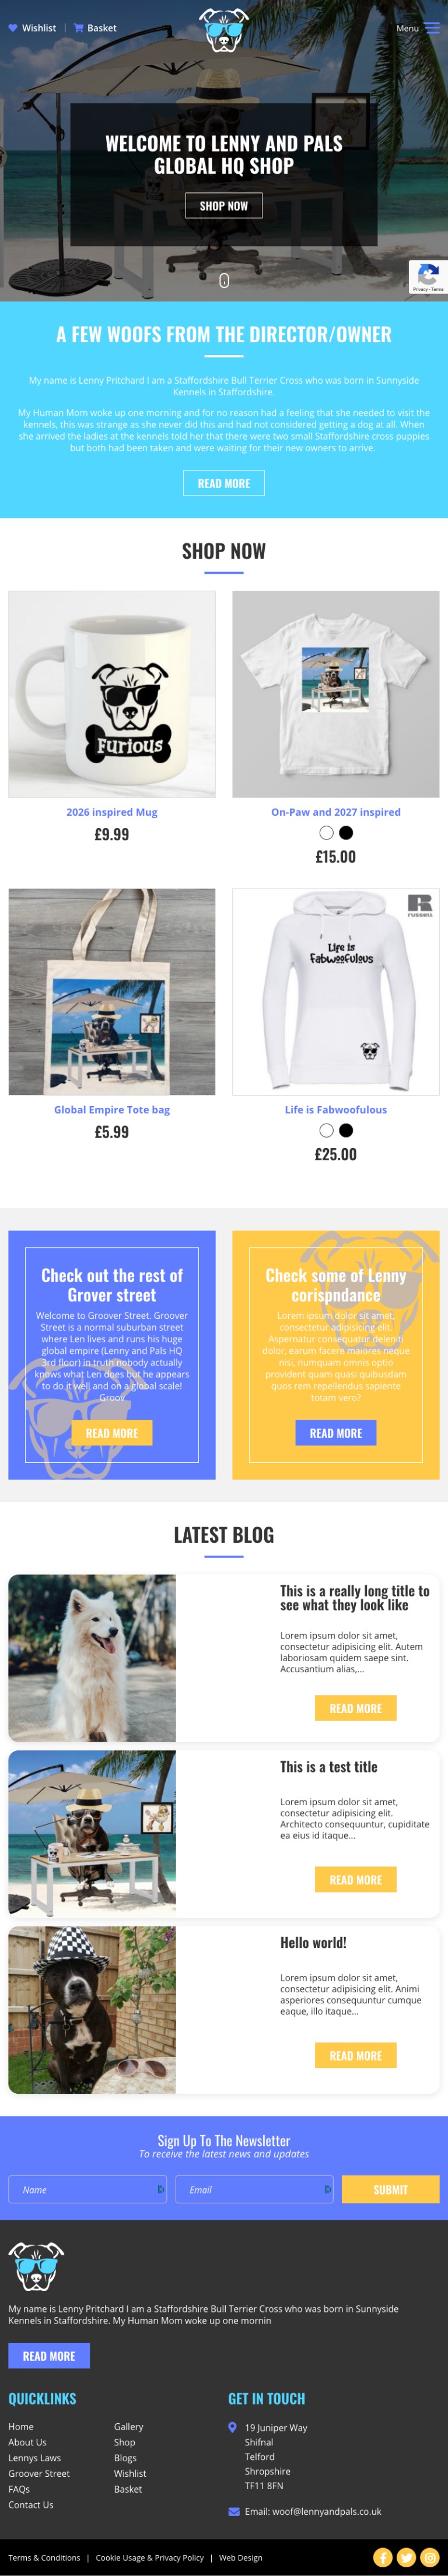 Wishlist | Basket
Menu
WELCOME TO LENNY AND PALS
GLOBAL HQ SHOP
SHOP NOW
Privacy - Terms
A FEW WOOFS FROM THE DIRECTOR/OWNER
My name is Lenny Pritchard I am a Staffordshire Bull Terrier Cross who was born in Sunnyside
Kennels in Staffordshire.
My Human Mom woke up one morning and for no reason had a feeling that she needed to visit the
kennels, this was strange as she never did this and had not considered getting a dog at all. When
she arrived the ladies at the kennels told her that there were two small Staffordshire cross puppies
but both had been taken and were waiting for their new owners to arrive.
READ MORE
SHOP NOW
Furious
2026 inspired Mug
£9.99
On-Paw and 2027 inspired
£15.00
Global Empire Tote bag
£5.99
R
russell
Life is
Fabwoofulous
Life is Fabwoofulous
£25.00
Check out the rest of
Grover street
Welcome to Groover Street. Groover
Street is a normal suburban street
where Len lives and runs his huge
global empire (Lenny and Pals HQ
3rd floor) in truth nobody actually
knows what Len does but he appears
to do it well and on a global scale!
Groov
READ MORE
Check some of Lenny
corispndance
Lorem ipsum dolor sit amet,
consectetur adipisicing elit.
Aspernatur consequatur deleniti
dolor, earum facere maiores neque
nisi, numquam omnis optio
provident quam quasi quibusdam
quos rem repellendus sapiente
totam vero?
READ MORE
LATEST BLOG
This is a really long title to
see what they look like
Lorem ipsum dolor sit amet,
consectetur adipisicing elit. Autem
laboriosam quidem saepe sint.
Accusantium alias,...
READ MORE
This is a test title
Lorem ipsum dolor sit amet,
consectetur adipisicing elit.
Architecto consequuntur, cupiditate
ea eius id itaque...
READ MORE
Hello world!
Lorem ipsum dolor sit amet,
consectetur adipisicing elit. Animi
asperiores consequuntur cumque
eaque, illo itaque...
READ MORE
Sign Up To The Newsletter
To receive the latest news and updates
Name
Email
SUBMIT
My name is Lenny Pritchard I am a Staffordshire Bull Terrier Cross who was born in Sunnyside
Kennels in Staffordshire. My Human Mom woke up one mornin
READ MORE
QUICKLINKS
Home
About Us
Lennys Laws
Groover Street
FAQs
Contact Us
Gallery
Shop
Blogs
Wishlist
Basket
GET IN TOUCH
19 Juniper Way
Shifnal
Telford
Shropshire
TF11 8FN
Email: woof@lennyandpals.co.uk
Terms & Conditions | Cookie Usage & Privacy Policy | Web Design